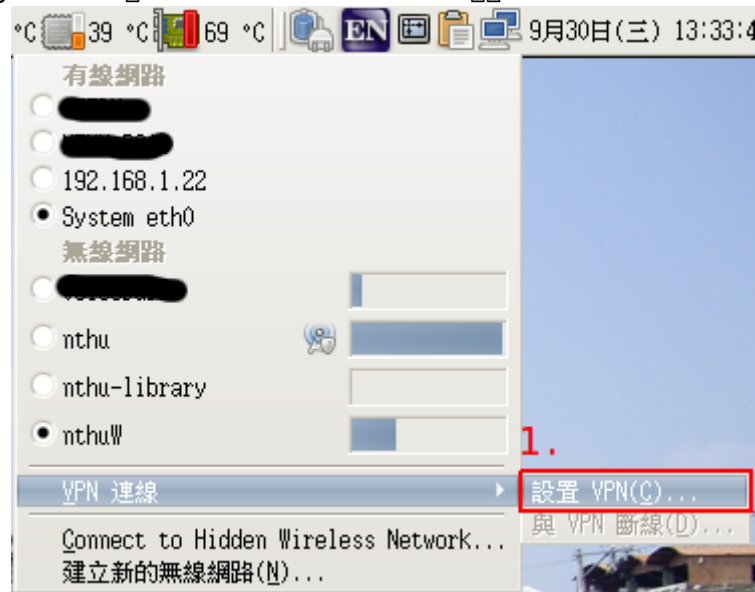 °C 39 °C 69 °C EN 9月30日(三) 13:33:4
有線網路
192.168.1.22
System eth0
無線網路
nthu
nthu-library
nthuW
1.
VPN 連線
設置 VPN(C)...
與 VPN 斷線(D)...
Connect to Hidden Wireless Network...
建立新的無線網路(N)...